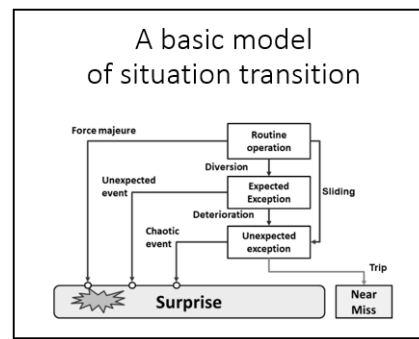 A basic model
of situation transition
Force majeure
Routine
operation
Diversion
Unexpected
event
Expected
Exception
Sliding
Deterioration
Chaotic
event
Unexpected
exception
Trip
Surprise
Near
Miss